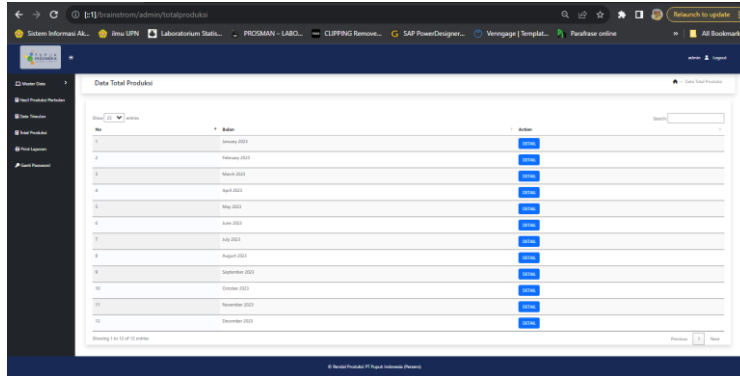 [::1]/brainstrom/admin/totalproduksi
Relaunch to update
Sistem Informasi Ak...
ilmu UPN
Laboratorium Statis...
PROSMAN – LABO...
CLIPPING Remove...
SAP PowerDesigner...
Venngage | Templat...
Parafrase online
»
All Bookmark
PUPUK
INDONESIA
admin
Logout
Master Data
Hasil Produksi Perbulan
Data Triwulan
Total Produksi
Print Laporan
Ganti Password
Data Total Produksi
Data Total Produksi
Show 25 entries
Search:
No Bulan Action
1 January 2023 DETAIL
2 February 2023 DETAIL
3 March 2023 DETAIL
4 April 2023 DETAIL
5 May 2023 DETAIL
6 June 2023 DETAIL
7 July 2023 DETAIL
8 August 2023 DETAIL
9 September 2023 DETAIL
10 October 2023 DETAIL
11 November 2023 DETAIL
12 December 2023 DETAIL
Showing 1 to 12 of 12 entries
Previous 1 Next
© Rendal Produksi PT Pupuk Indonesia (Persero)